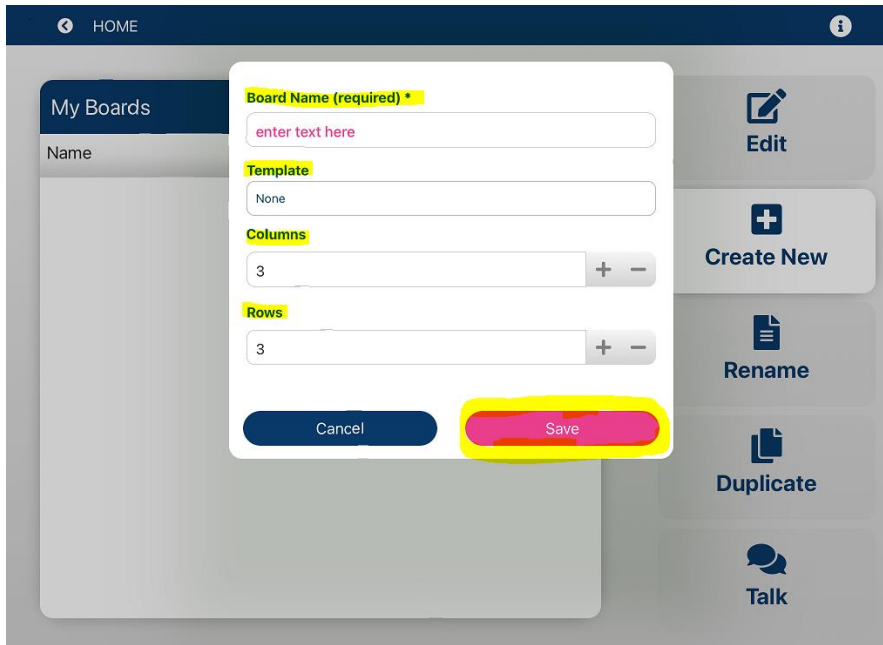 HOME
My Boards
Name
Board Name (required) *
enter text here
Template
None
Columns
3
Rows
3
Cancel
Save
Edit
Create New
Rename
Duplicate
Talk